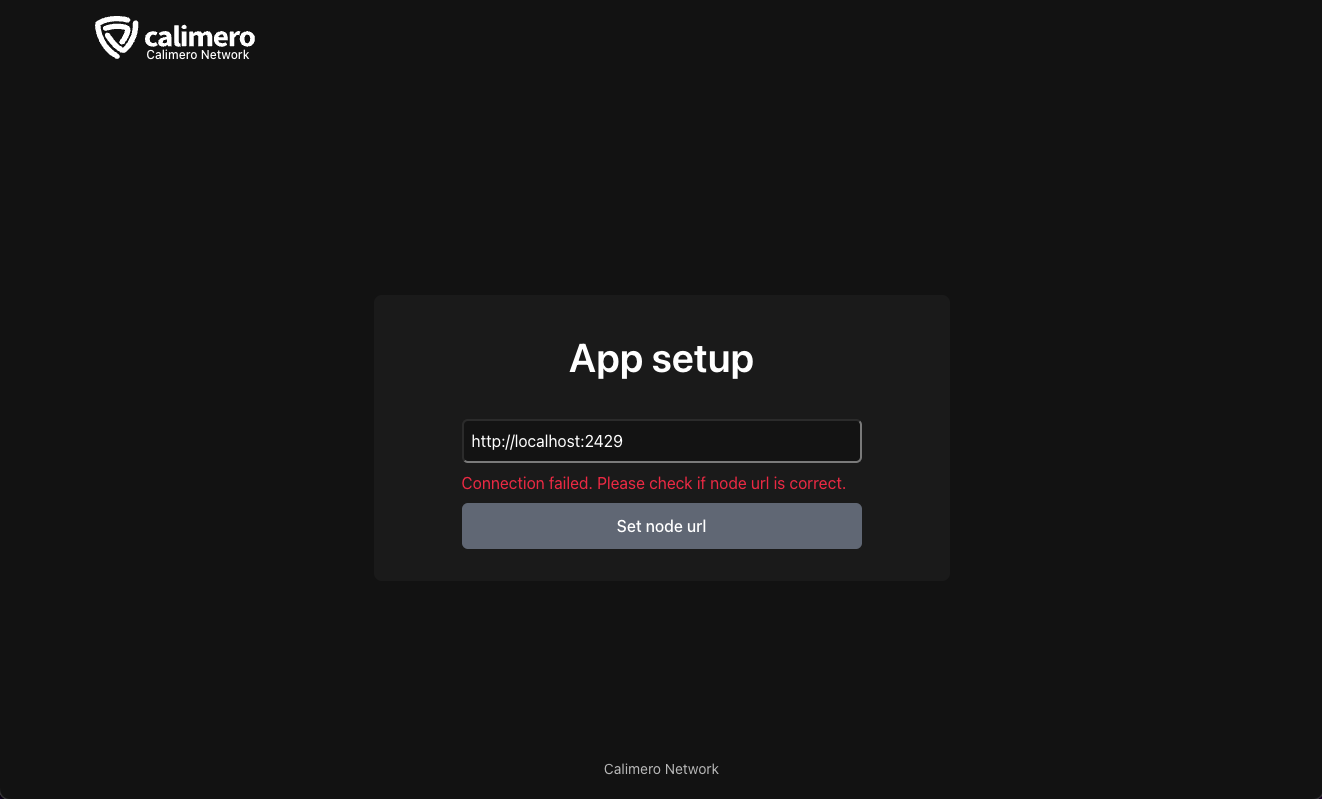 calimero
Calimero Network
App setup
http://localhost:2429
Connection failed. Please check if node url is correct.
Set node url
Calimero Network